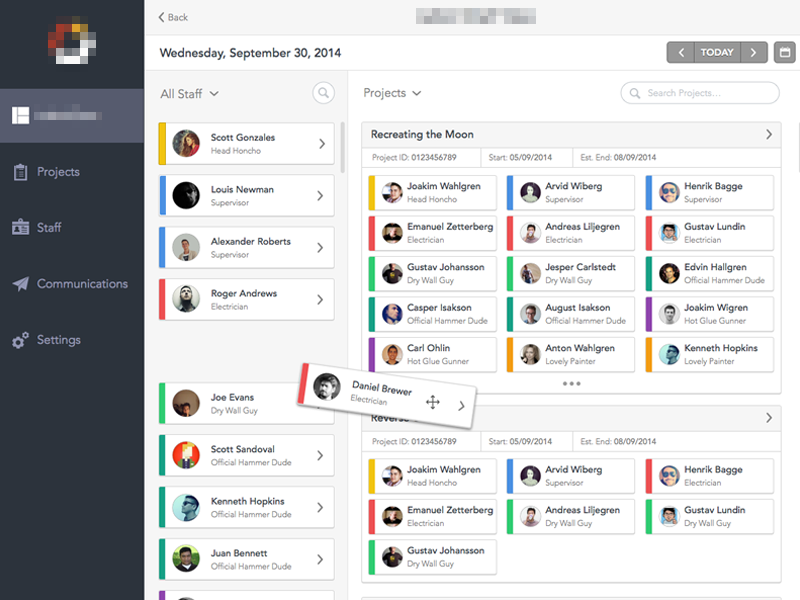 Back
Wednesday, September 30, 2014
TODAY
Projects
Staff
Communications
Settings
All Staff
Scott Gonzales
Head Honcho
Louis Newman
Supervisor
Alexander Roberts
Supervisor
Roger Andrews
Electrician
Joe Evans
Dry Wall Guy
Scott Sandoval
Official Hammer Dude
Kenneth Hopkins
Official Hammer Dude
Juan Bennett
Official Hammer Dude
Daniel Brewer
Electrician
Projects
Search Projects...
Recreating the Moon
Project ID: 0123456789 Start: 05/09/2014 Est. End: 08/09/2014
Joakim Wahlgren
Head Honcho
Arvid Wiberg
Supervisor
Henrik Bagge
Supervisor
Emanuel Zetterberg
Electrician
Andreas Liljegren
Electrician
Gustav Lundin
Electrician
Gustav Johansson
Dry Wall Guy
Jesper Carlstedt
Dry Wall Guy
Edvin Hallgren
Official Hammer Dude
Casper Isakson
Official Hammer Dude
August Isakson
Official Hammer Dude
Joakim Wigren
Hot Glue Gunner
Carl Ohlin
Hot Glue Gunner
Anton Wahlgren
Lovely Painter
Kenneth Hopkins
Lovely Painter
Project ID: 0123456789 Start: 05/09/2014 Est. End: 08/09/2014
Joakim Wahlgren
Head Honcho
Arvid Wiberg
Supervisor
Henrik Bagge
Electrician
Emanuel Zetterberg
Electrician
Andreas Liljegren
Dry Wall Guy
Gustav Lundin
Dry Wall Guy
Gustav Johansson
Dry Wall Guy